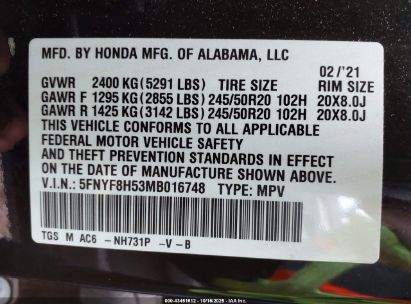 MFD. BY HONDA MFG. OF ALABAMA, LLC
02/'21
GVWR 2400 KG(5291 LBS) TIRE SIZE RIM SIZE
GAWR F 1295 KG(2855 LBS)245/50R20 102H 20X8.0J
GAWR R 1425 KG(3142 LBS)245/50R20 102H 20X8.0J
THIS VEHICLE CONFORMS TO ALL APPLICABLE
FEDERAL MOTOR VEHICLE SAFETY AND
THEFT PREVENTION STANDARDS IN EFFECT
ON THE DATE OF MANUFACTURE SHOWN ABOVE.
V.I.N.: 5FNYF8H53MB016748 TYPE: MPV
TGS M AC6 -NH731P -V -B